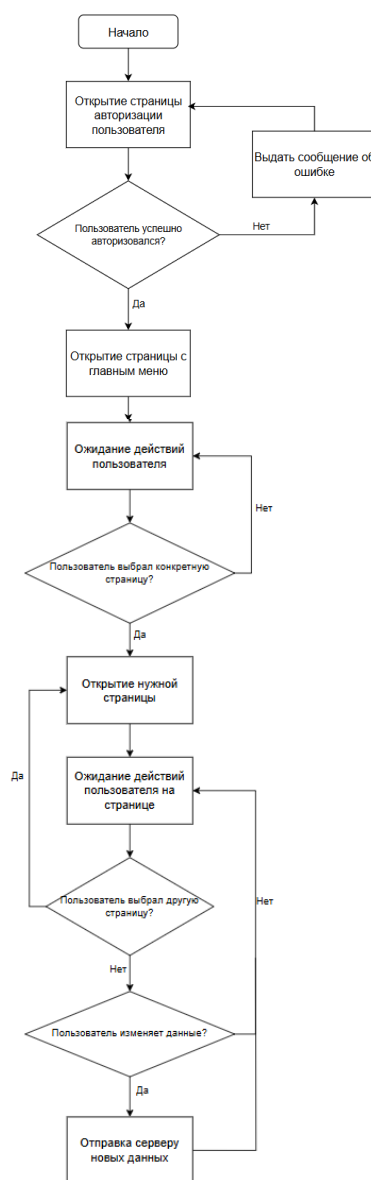 Начало
Открытие страницы
авторизации
пользователя
Выдать сообщение об
ошибке
Пользователь успешно
авторизовался?
Нет
Да
Открытие страницы с
главным меню
Ожидание действий
пользователя
Нет
Пользователь выбрал конкретную
страницу?
Да
Открытие нужной
страницы
Ожидание действий
пользователя на
странице
Да
Пользователь выбрал другую
страницу?
Нет
Нет
Пользователь изменяет данные?
Да
Отправка серверу
новых данных